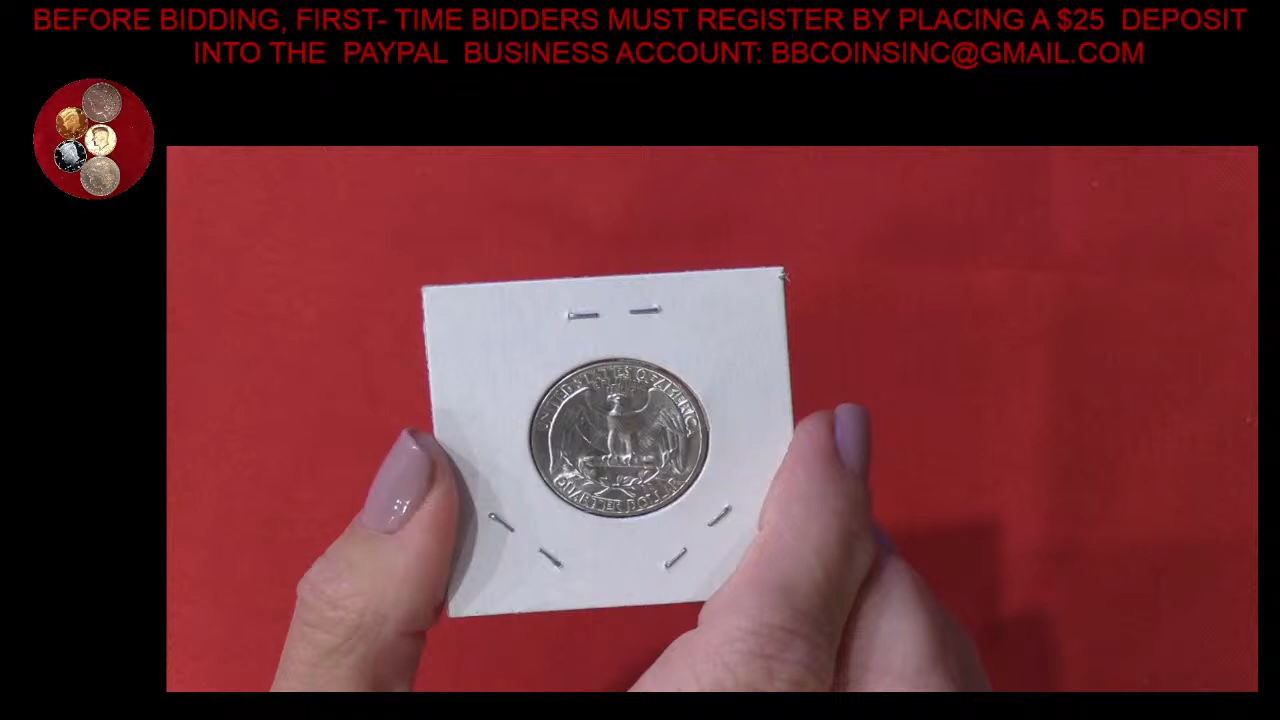 BEFORE BIDDING, FIRST- TIME BIDDERS MUST REGISTER BY PLACING A $25 DEPOSIT
INTO THE PAYPAL BUSINESS ACCOUNT: BBCOINSINC@GMAIL.COM
UNITED STATES OF AMERICA
QUARTER DOLLAR